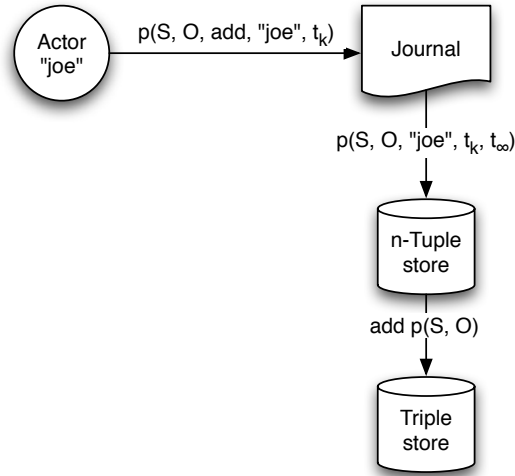 Actor
"joe"
p(S, O, add, "joe", tₖ)
Journal
p(S, O, "joe", tₖ, t∞)
n-Tuple
store
add p(S, O)
Triple
store